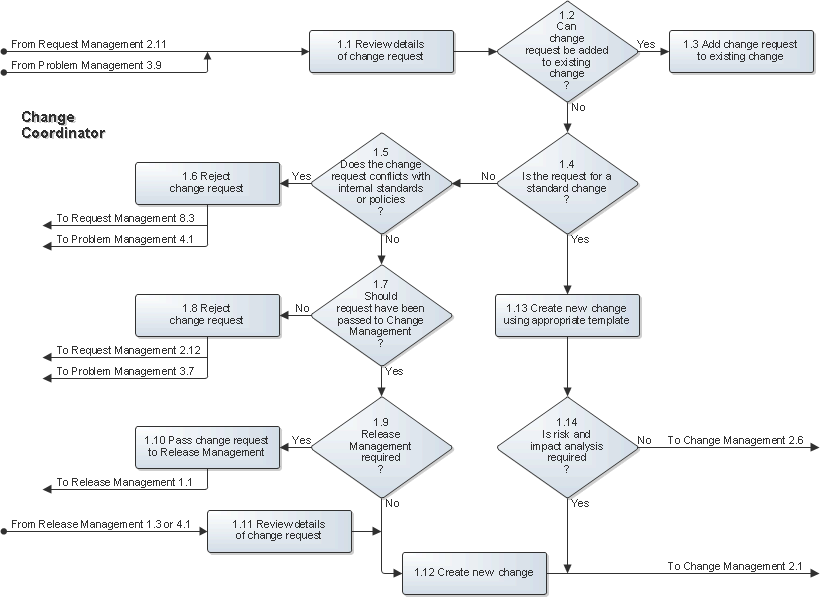 1.2
Can
change
request be added
to existing
change
?
From Request Management 2.11
1.1 Review details
of change request
Yes
1.3 Add change request
to existing change
From Problem Management 3.9
No
Change
Coordinator
1.5
Does the change
request conflicts with
internal standards
or policies
?
1.4
Is the request for a
standard change
?
1.6 Reject
change request
Yes
No
To Request Management 8.3
To Problem Management 4.1
No
Yes
1.7
Should
request have been
passed to Change
Management
?
1.8 Reject
change request
No
1.13 Create new change
using appropriate template
To Request Management 2.12
To Problem Management 3.7
Yes
1.9
Release
Management
required
?
1.14
Is risk and
impact analysis
required
?
1.10 Pass change request
to Release Management
Yes
No
To Change Management 2.6
To Release Management 1.1
No
Yes
From Release Management 1.3 or 4.1
1.11 Review details
of change request
1.12 Create new change
To Change Management 2.1